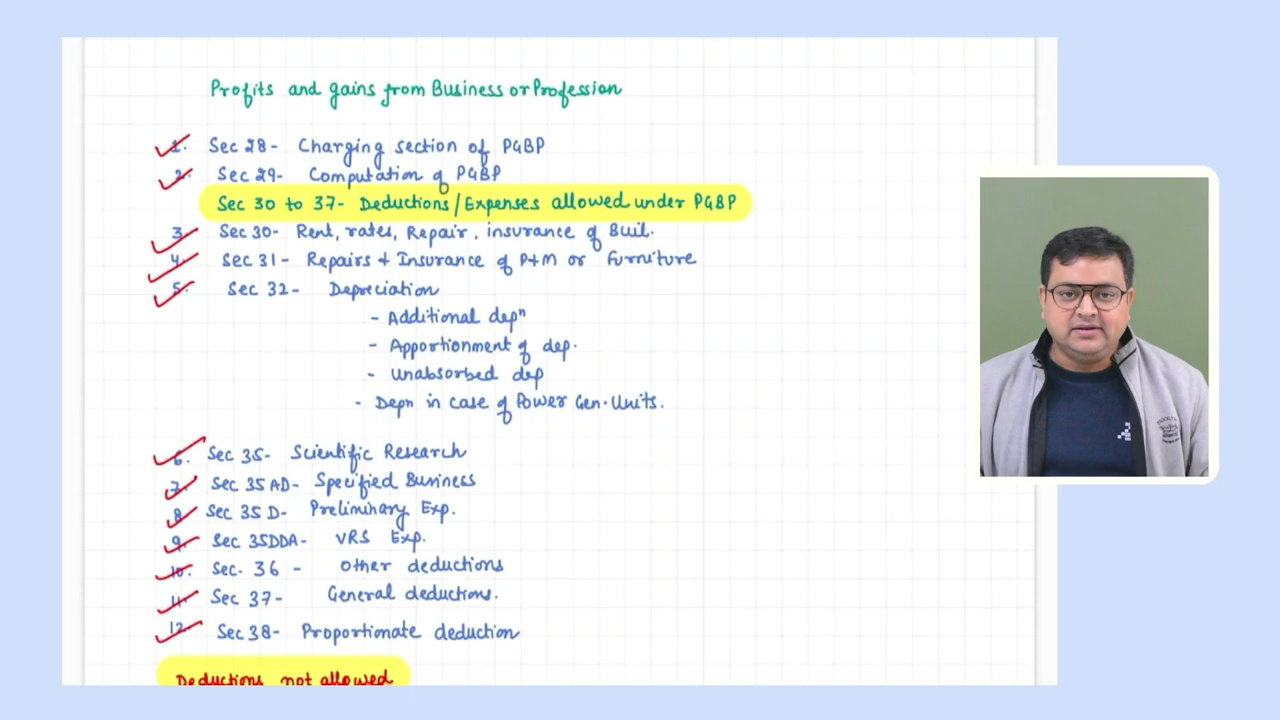 Profits and gains from Business or Profession
1. Sec 28- Charging section of PGBP
2. Sec 29- Computation of PGBP
Sec 30 to 37- Deductions/Expenses allowed under PGBP
3. Sec 30- Rent, rates, Repair, insurance of Buil.
4. Sec 31- Repairs + Insurance of P+M or Furniture
5. Sec 32- Depreciation
- Additional depⁿ
- Apportionment of dep.
- Unabsorbed dep
- Depn in case of Power Gen. Units.
6. Sec 35- Scientific Research
7. Sec 35 AD- Specified Business
8. Sec 35 D- Preliminary Exp.
9. Sec 35DDA- VRS Exp.
10. Sec. 36 - Other deductions
11. Sec 37- General deductions.
12. Sec 38- Proportionate deduction
Deductions not allowed